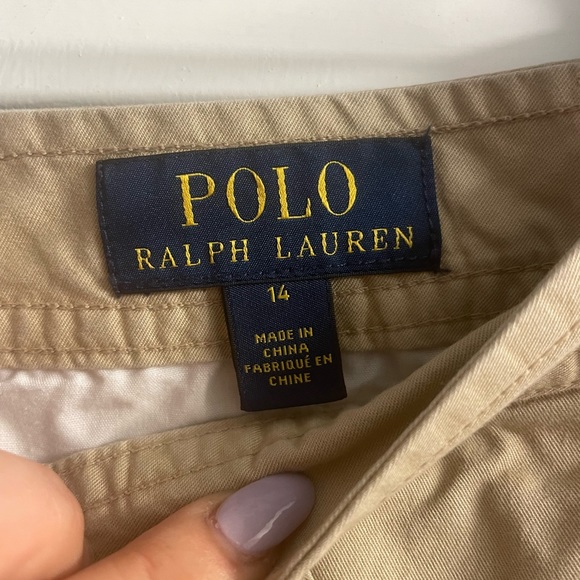 POLO
RALPH LAUREN
14
MADE IN
CHINA
FABRIQUÉ EN
CHINE